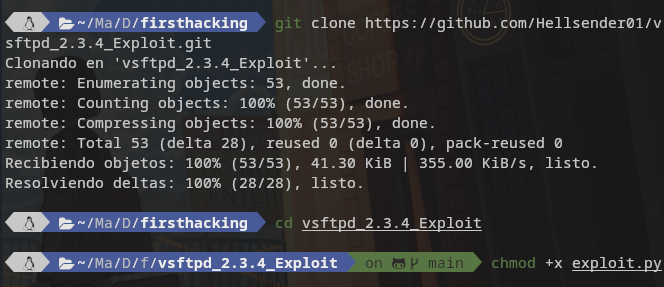 ~/Ma/D/firsthacking git clone https://github.com/Hellsender01/v
sftpd_2.3.4_Exploit.git
Clonando en 'vsftpd_2.3.4_Exploit'...
remote: Enumerating objects: 53, done.
remote: Counting objects: 100% (53/53), done.
remote: Compressing objects: 100% (53/53), done.
remote: Total 53 (delta 28), reused 0 (delta 0), pack-reused 0
Recibiendo objetos: 100% (53/53), 41.30 KiB | 355.00 KiB/s, listo.
Resolviendo deltas: 100% (28/28), listo.
~/Ma/D/firsthacking cd vsftpd_2.3.4_Exploit
~/Ma/D/f/vsftpd_2.3.4_Exploit on main chmod +x exploit.py